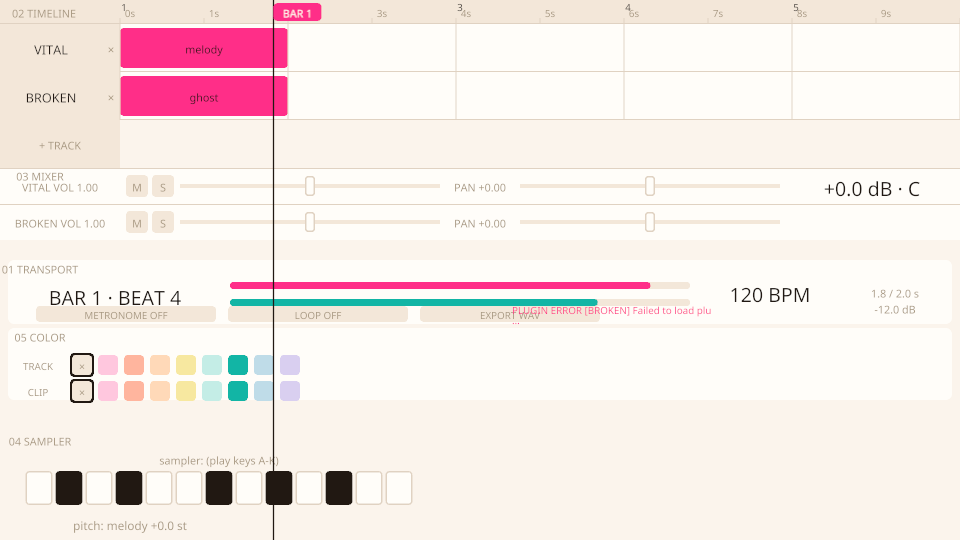 02 TIMELINE
1 BAR 1 3 4 5
0s 1s 3s 5s 6s 8s 9s
VITAL × melody
BROKEN × ghost
+ TRACK
03 MIXER
VITAL VOL 1.00 M S PAN +0.00 +0.0 dB · C
BROKEN VOL 1.00 M S PAN +0.00
01 TRANSPORT
BAR 1 · BEAT 4 120 BPM 1.8 / 2.0 s
-12.0 dB
PLUGIN ERROR [BROKEN] Failed to load plu
...
METRONOME OFF LOOP OFF EXPORT WAV
05 COLOR
TRACK ×
CLIP ×
04 SAMPLER
sampler: (play keys A-K)
pitch: melody +0.0 st